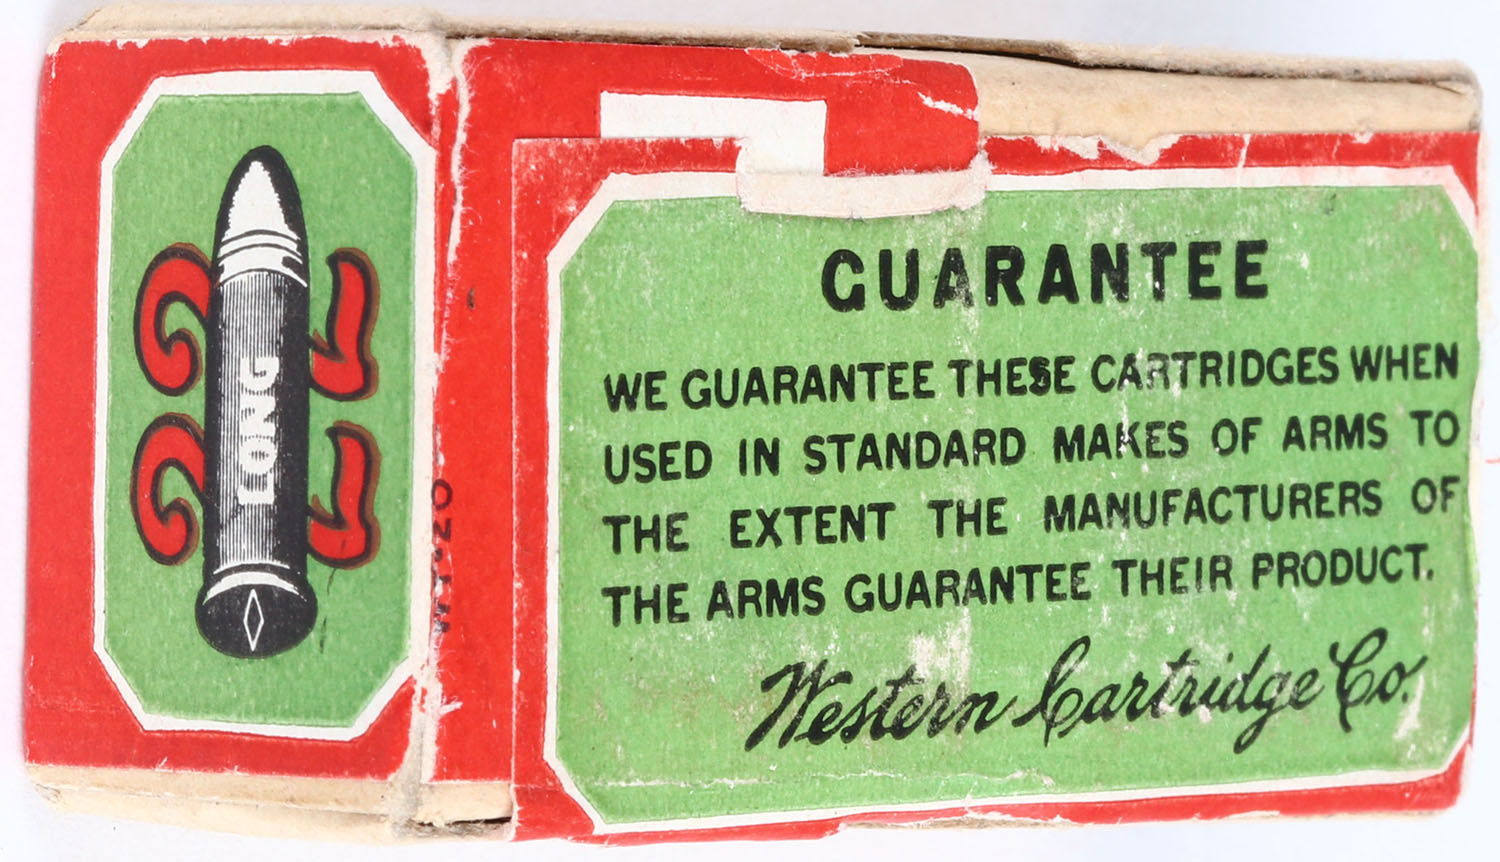 22
LONG
GUARANTEE
WE GUARANTEE THESE CARTRIDGES WHEN
USED IN STANDARD MAKES OF ARMS TO
THE EXTENT THE MANUFACTURERS OF
THE ARMS GUARANTEE THEIR PRODUCT.
Western Cartridge Co.